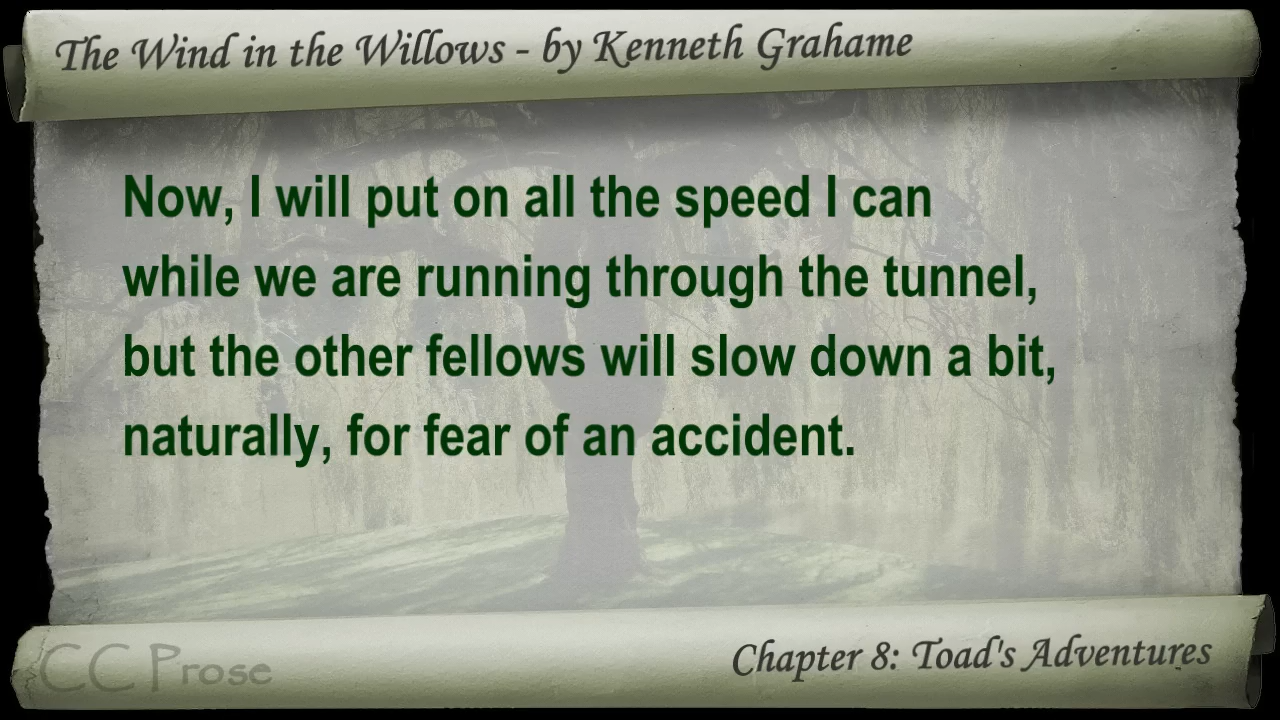 The Wind in the Willows - by Kenneth Grahame
Now, I will put on all the speed I can
while we are running through the tunnel,
but the other fellows will slow down a bit,
naturally, for fear of an accident.
CC Prose
Chapter 8: Toad's Adventures